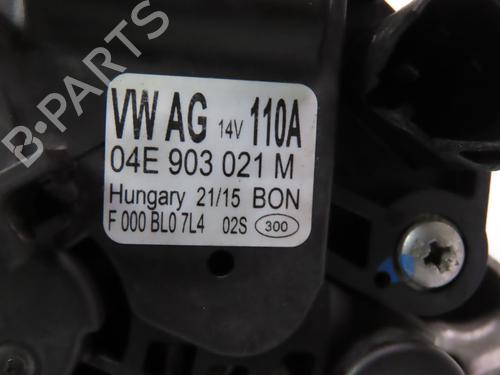 VW AG 14V 110A
04E 903 021 M
Hungary 21/15 BON
F 000 BL0 7L4 02S 300
B-PARTS